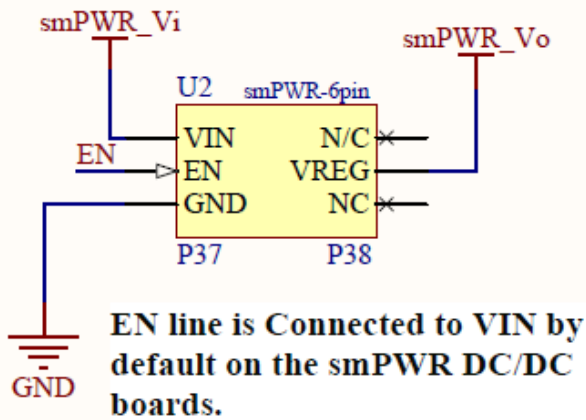 smPWR_Vi
smPWR_Vo
U2
smPWR-6pin
VIN
N/C
EN
EN
VREG
GND
NC
P37
P38
GND
EN line is Connected to VIN by
default on the smPWR DC/DC
boards.